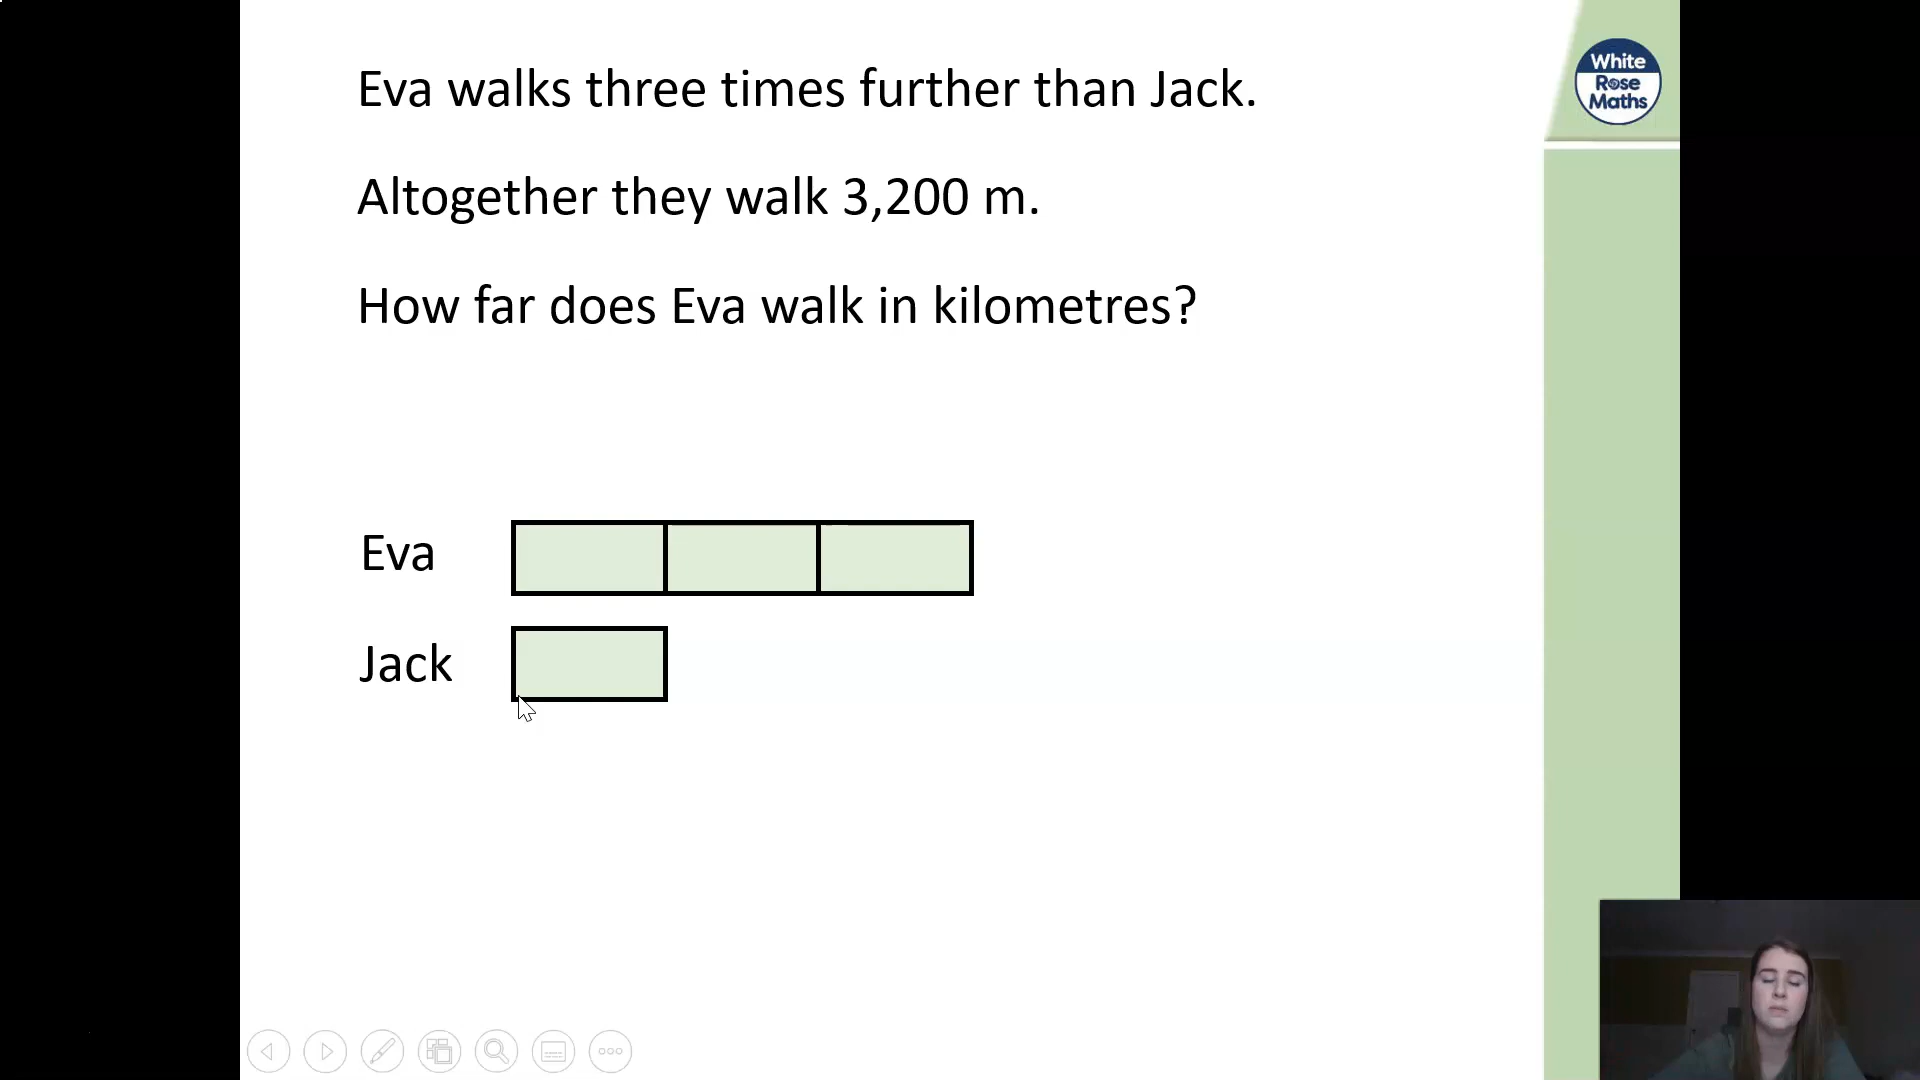 Eva walks three times further than Jack.
White
Rose
Maths
Altogether they walk 3,200 m.
How far does Eva walk in kilometres?
Eva
Jack